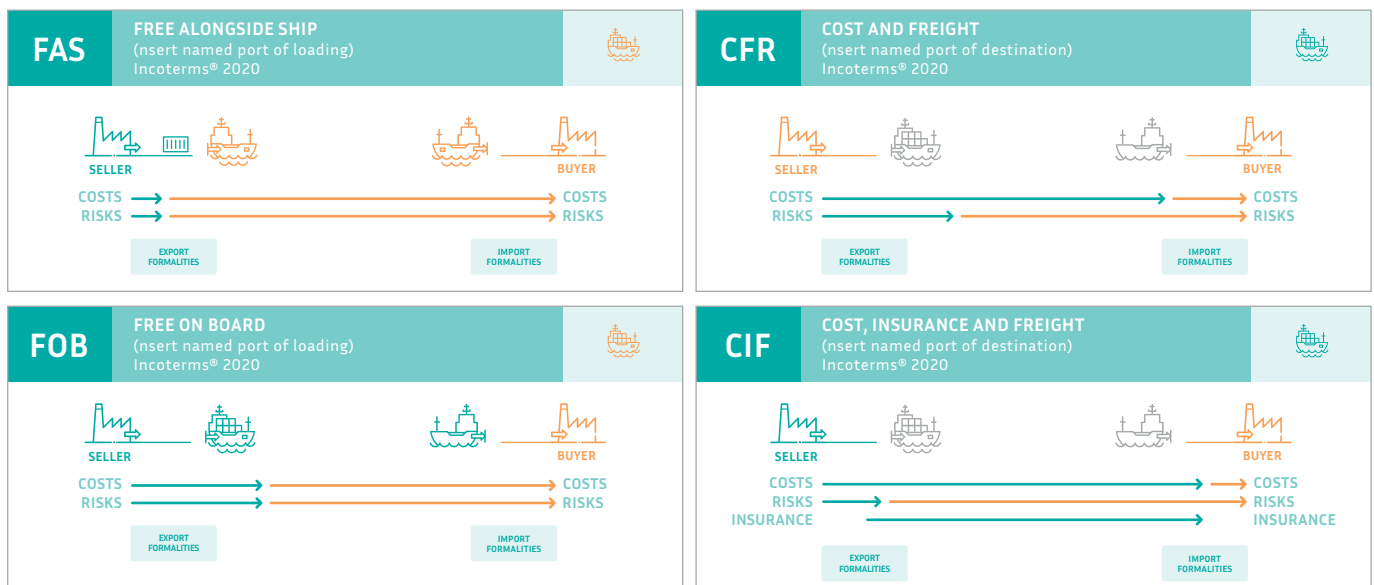 FAS
FREE ALONGSIDE SHIP
(nsert named port of loading)
Incoterms® 2020
SELLER
BUYER
COSTS
COSTS
RISKS
RISKS
EXPORT
FORMALITIES
IMPORT
FORMALITIES
CFR
COST AND FREIGHT
(nsert named port of destination)
Incoterms® 2020
SELLER
BUYER
COSTS
COSTS
RISKS
RISKS
EXPORT
FORMALITIES
IMPORT
FORMALITIES
FOB
FREE ON BOARD
(nsert named port of loading)
Incoterms® 2020
SELLER
BUYER
COSTS
COSTS
RISKS
RISKS
EXPORT
FORMALITIES
IMPORT
FORMALITIES
CIF
COST, INSURANCE AND FREIGHT
(nsert named port of destination)
Incoterms® 2020
SELLER
BUYER
COSTS
COSTS
RISKS
RISKS
INSURANCE
INSURANCE
EXPORT
FORMALITIES
IMPORT
FORMALITIES